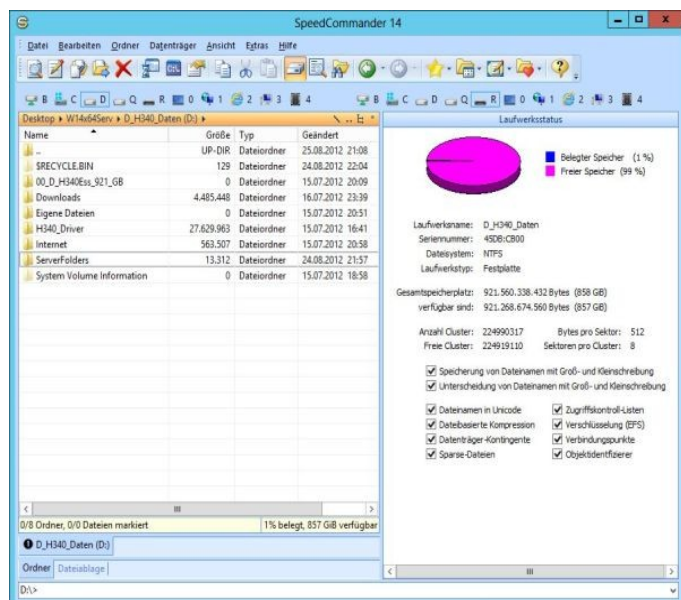 SpeedCommander 14
Datei Bearbeiten Ordner Datenträger Ansicht Extras Hilfe
B C D Q R 0 1 2 3 4 B C D Q R 0 1 2 3 4
Desktop W14x64Serv D_H340_Daten (D:)
Name Größe Typ Geändert
.. UP-DIR Dateiordner 25.08.2012 21:08
$RECYCLE.BIN 129 Dateiordner 24.08.2012 22:04
00_D_H340Ess_921_GB 0 Dateiordner 15.07.2012 20:09
Downloads 4.485.448 Dateiordner 16.07.2012 23:39
Eigene Dateien 0 Dateiordner 15.07.2012 20:51
H340_Driver 27.629.963 Dateiordner 15.07.2012 16:41
Internet 563.507 Dateiordner 15.07.2012 20:58
ServerFolders 13.312 Dateiordner 24.08.2012 21:57
System Volume Information 0 Dateiordner 15.07.2012 18:58
0/8 Ordner, 0/0 Dateien markiert 1% belegt, 857 GiB verfügbar
D_H340_Daten (D:)
Ordner Dateiablage
D:\>
Laufwerksstatus
Belegter Speicher (1 %)
Freier Speicher (99 %)
Laufwerksname: D_H340_Daten
Seriennummer: 45DB:CB00
Dateisystem: NTFS
Laufwerkstyp: Festplatte
Gesamtspeicherplatz: 921.560.338.432 Bytes (858 GiB)
verfügbar sind: 921.268.674.560 Bytes (857 GiB)
Anzahl Cluster: 224990317 Bytes pro Sektor: 512
Freie Cluster: 224919110 Sektoren pro Cluster: 8
Speicherung von Dateinamen mit Groß- und Kleinschreibung
Unterscheidung von Dateinamen mit Groß- und Kleinschreibung
Dateinamen in Unicode Zugriffskontroll-Listen
Dateibasierte Kompression Verschlüsselung (EFS)
Datenträger-Kontingente Verbindungspunkte
Sparse-Dateien Objektidentifizierer